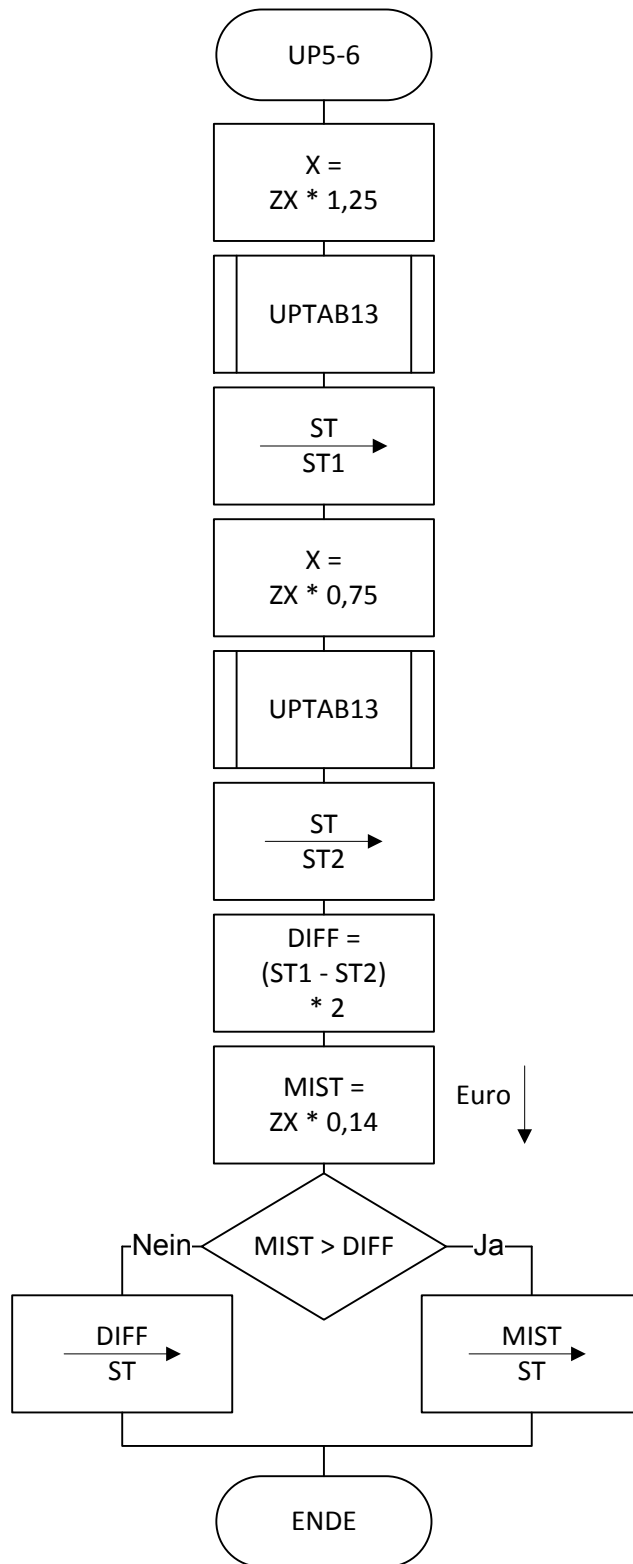 UP5-6
X =
ZX * 1,25
UPTAB13
ST
ST1
X =
ZX * 0,75
UPTAB13
ST
ST2
DIFF =
(ST1 - ST2)
* 2
MIST =
ZX * 0,14
Euro
Nein
MIST > DIFF
Ja
DIFF
ST
MIST
ST
ENDE